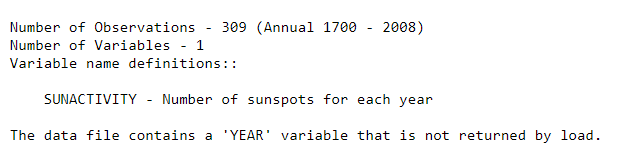 Number of Observations - 309 (Annual 1700 - 2008)
Number of Variables - 1
Variable name definitions::
SUNACTIVITY - Number of sunspots for each year
The data file contains a 'YEAR' variable that is not returned by load.